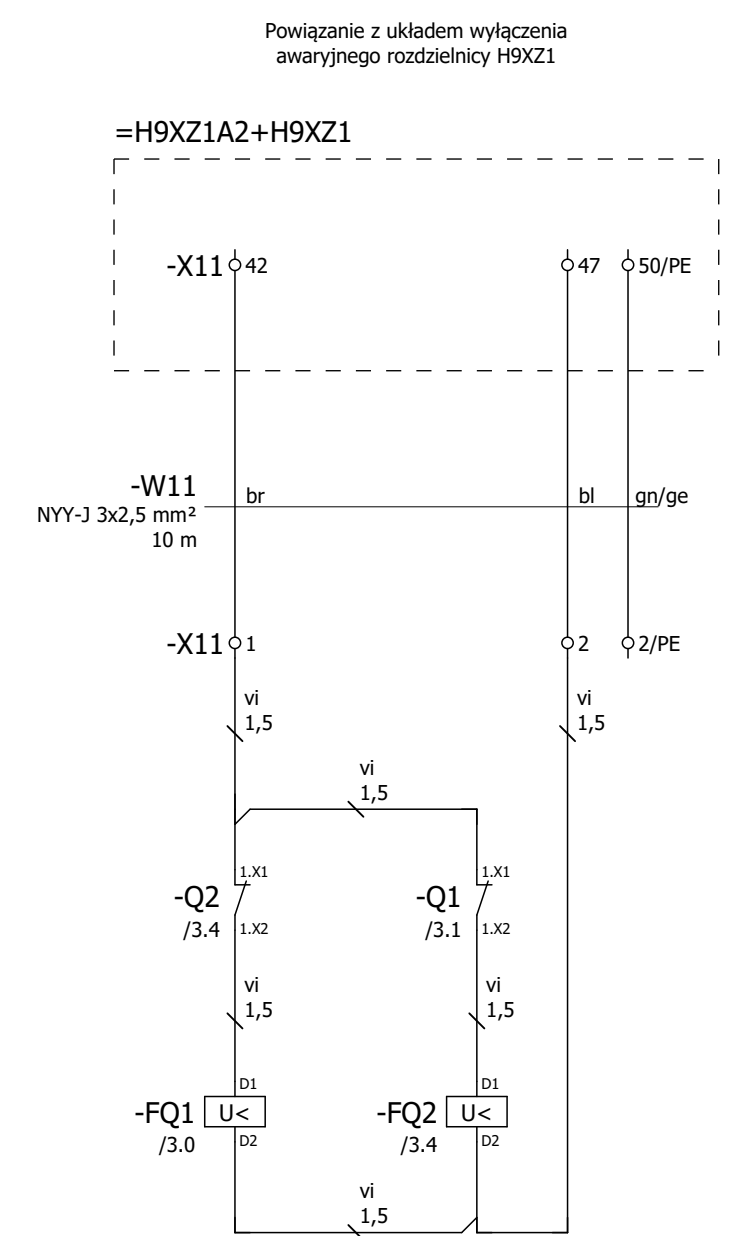 Powiązanie z układem wyłączenia
awaryjnego rozdzielnicy H9XZ1
=H9XZ1A2+H9XZ1
-X11 42 47 50/PE
-W11
NYY-J 3x2,5 mm²
10 m
br bl gn/ge
-X11 1 2 2/PE
vi
1,5
vi
1,5
vi
1,5
1.X1
-Q2
/3.4
1.X2
1.X1
-Q1
/3.1
1.X2
vi
1,5
vi
1,5
D1
-FQ1 U<
/3.0
D2
D1
-FQ2 U<
/3.4
D2
vi
1,5